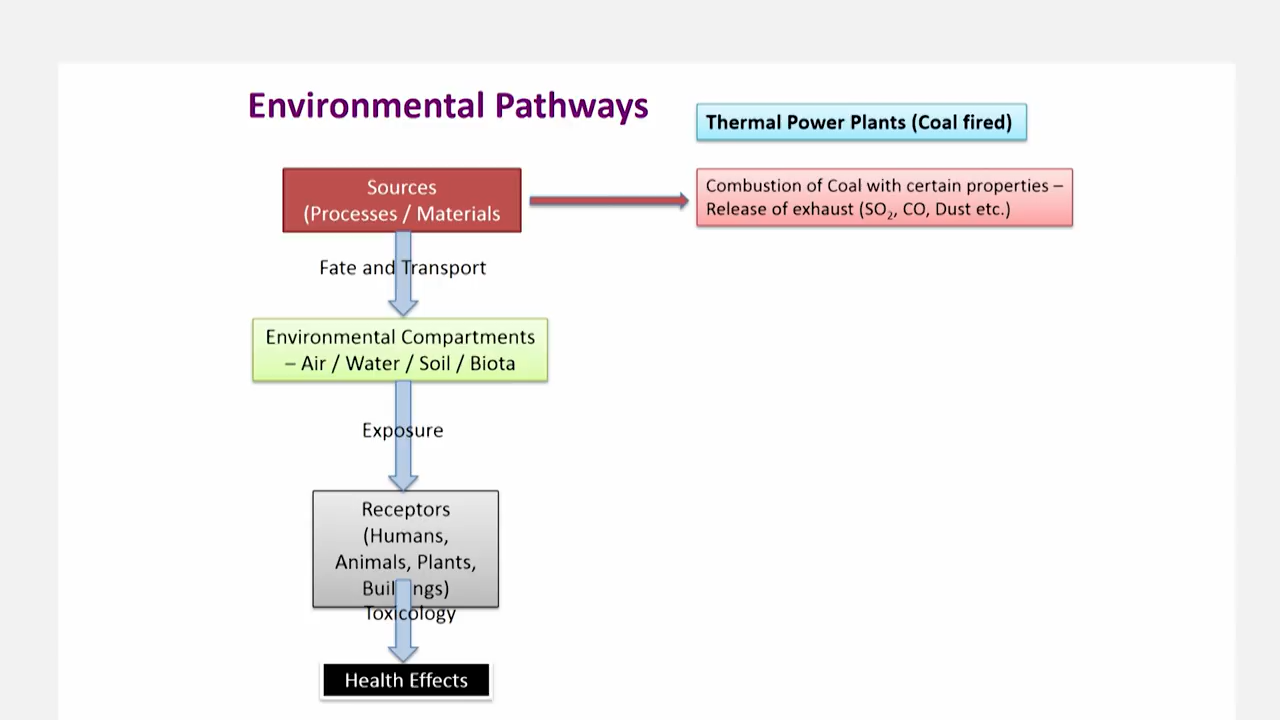 Environmental Pathways
Thermal Power Plants (Coal fired)
Sources
(Processes / Materials
Combustion of Coal with certain properties –
Release of exhaust (SO₂, CO, Dust etc.)
Fate and Transport
Environmental Compartments
– Air / Water / Soil / Biota
Exposure
Receptors
(Humans,
Animals, Plants,
Buildings)
Toxicology
Health Effects